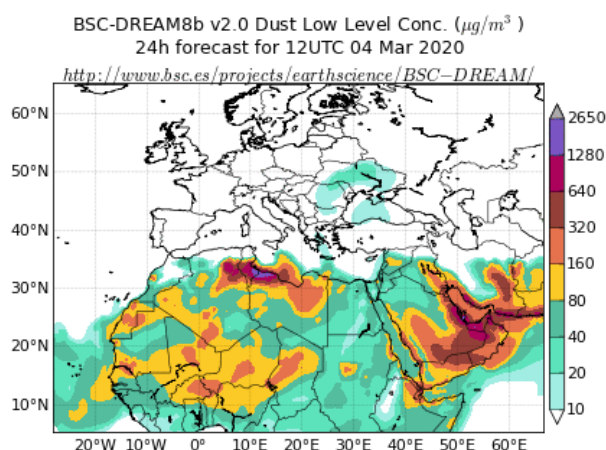 BSC-DREAM8b v2.0 Dust Low Level Conc. (μg/m³ )
24h forecast for 12UTC 04 Mar 2020
http://www.bsc.es/projects/earthscience/BSC−DREAM/
60°N
50°N
40°N
30°N
20°N
10°N
20°W 10°W 0° 10°E 20°E 30°E 40°E 50°E 60°E
2650
1280
640
320
160
80
40
20
10